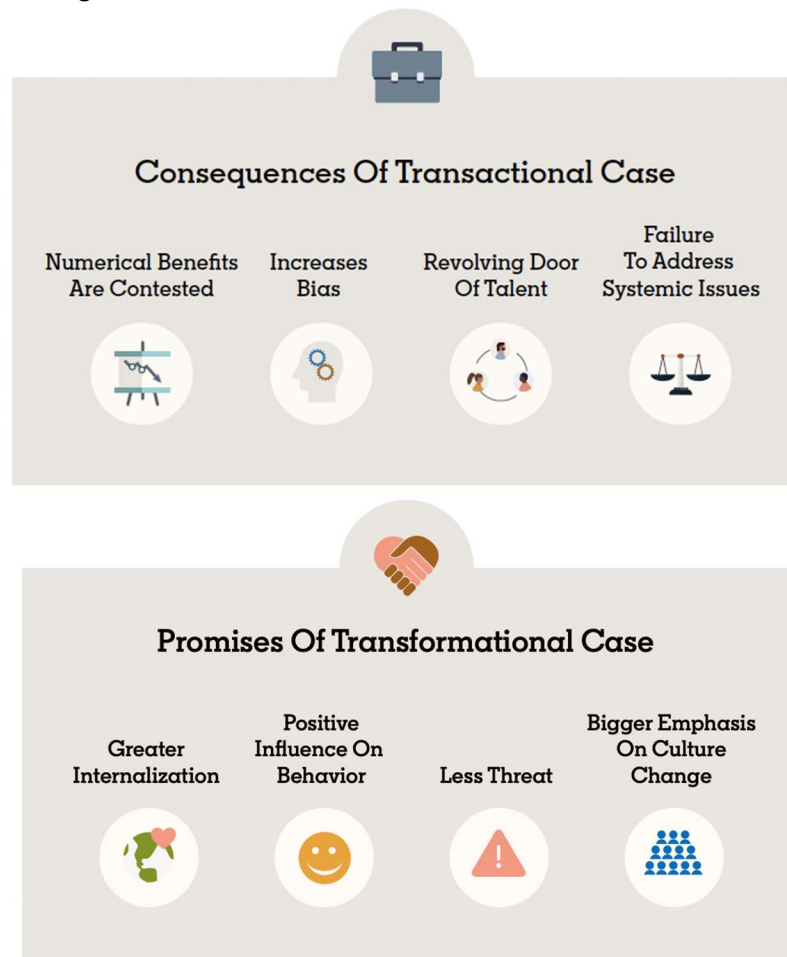 Consequences Of Transactional Case
Numerical Benefits
Are Contested
Increases
Bias
Revolving Door
Of Talent
Failure
To Address
Systemic Issues
Promises Of Transformational Case
Greater
Internalization
Positive
Influence On
Behavior
Less Threat
Bigger Emphasis
On Culture
Change